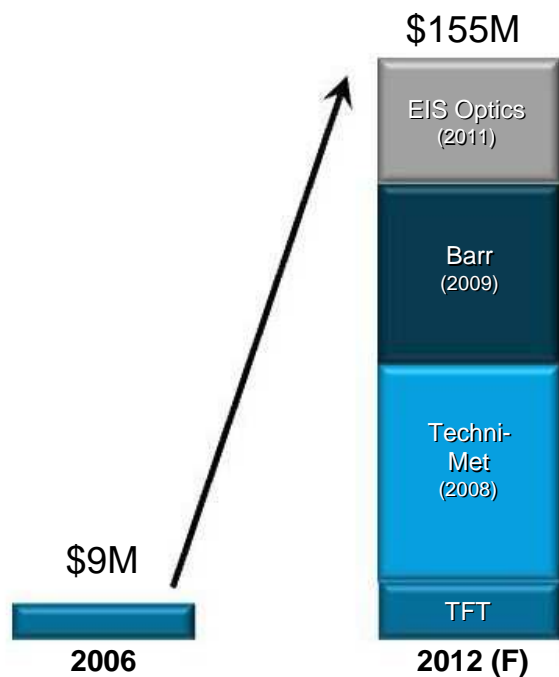 $155M
EIS Optics
(2011)
Barr
(2009)
Techni-
Met
(2008)
$9M
TFT
2006
2012 (F)